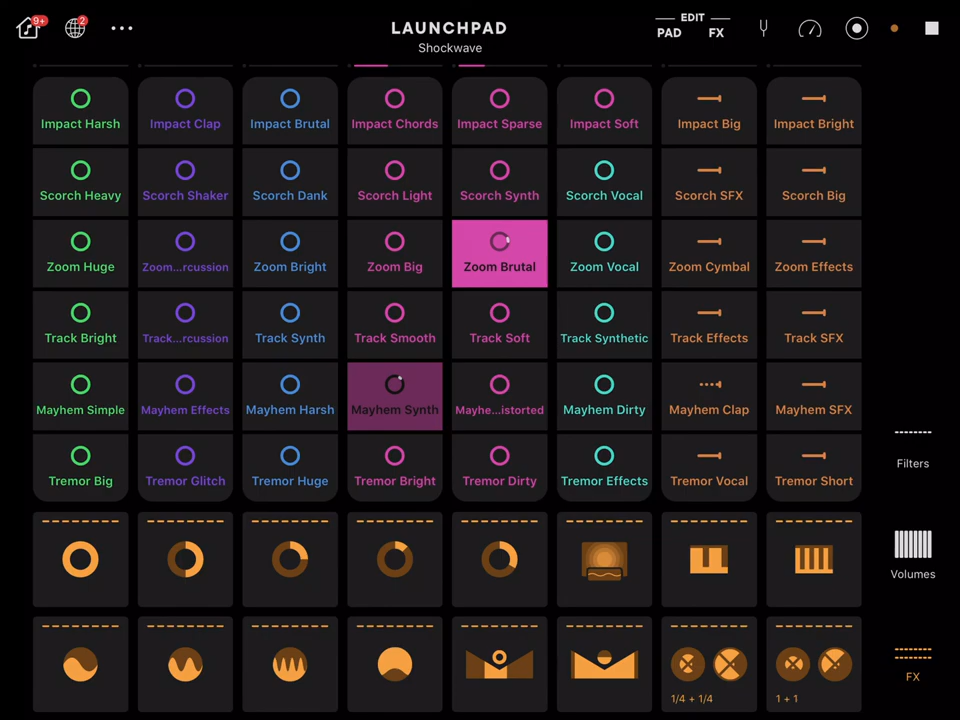 9+
2
LAUNCHPAD
Shockwave
EDIT
PAD FX
Impact Harsh Impact Clap Impact Brutal Impact Chords Impact Sparse Impact Soft Impact Big Impact Bright
Scorch Heavy Scorch Shaker Scorch Dank Scorch Light Scorch Synth Scorch Vocal Scorch SFX Scorch Big
Zoom Huge Zoom...rcussion Zoom Bright Zoom Big Zoom Brutal Zoom Vocal Zoom Cymbal Zoom Effects
Track Bright Track...rcussion Track Synth Track Smooth Track Soft Track Synthetic Track Effects Track SFX
Mayhem Simple Mayhem Effects Mayhem Harsh Mayhem Synth Mayhe...istorted Mayhem Dirty Mayhem Clap Mayhem SFX
Tremor Big Tremor Glitch Tremor Huge Tremor Bright Tremor Dirty Tremor Effects Tremor Vocal Tremor Short
Filters
Volumes
FX
1/4 + 1/4 1 + 1